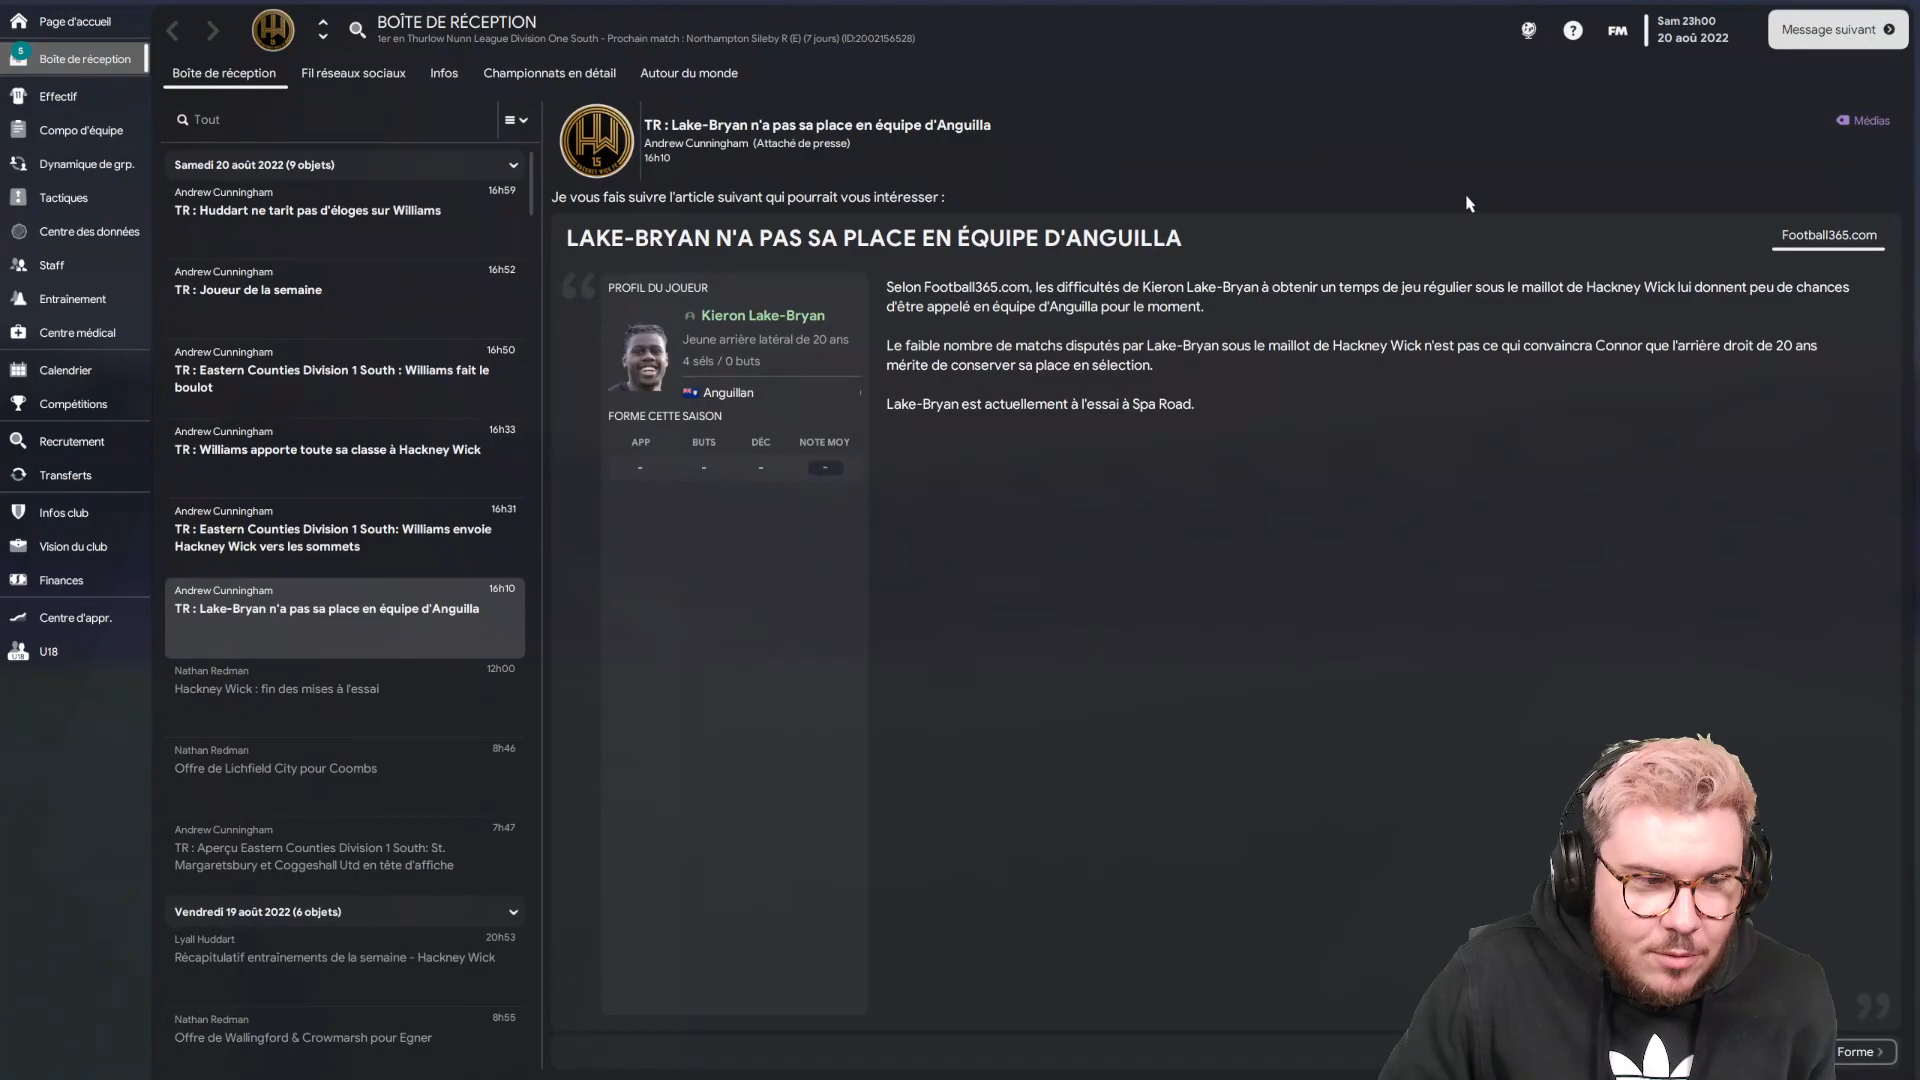 Page d'accueil
5
Boîte de réception
Effectif
Compo d'équipe
Dynamique de grp.
Tactiques
Centre des données
Staff
Entraînement
Centre médical
Calendrier
Compétitions
Recrutement
Transferts
Infos club
Vision du club
Finances
Centre d'appr.
U18
U18
BOÎTE DE RÉCEPTION
1er en Thurlow Nunn League Division One South - Prochain match : Northampton Sileby R (E) (7 jours) (ID:2002156528)
FM
Sam 23h00
20 aoû 2022
Message suivant
Boîte de réception
Fil réseaux sociaux
Infos
Championnats en détail
Autour du monde
Tout
Samedi 20 août 2022 (9 objets)
Andrew Cunningham 16h59
TR : Huddart ne tarit pas d'éloges sur Williams
Andrew Cunningham 16h52
TR : Joueur de la semaine
Andrew Cunningham 16h50
TR : Eastern Counties Division 1 South : Williams fait le
boulot
Andrew Cunningham 16h33
TR : Williams apporte toute sa classe à Hackney Wick
Andrew Cunningham 16h31
TR : Eastern Counties Division 1 South: Williams envoie
Hackney Wick vers les sommets
Andrew Cunningham 16h10
TR : Lake-Bryan n'a pas sa place en équipe d'Anguilla
Nathan Redman 12h00
Hackney Wick : fin des mises à l'essai
Nathan Redman 8h46
Offre de Lichfield City pour Coombs
Andrew Cunningham 7h47
TR : Aperçu Eastern Counties Division 1 South: St.
Margaretsbury et Coggeshall Utd en tête d'affiche
Vendredi 19 août 2022 (6 objets)
Lyall Huddart 20h53
Récapitulatif entraînements de la semaine - Hackney Wick
Nathan Redman 8h55
Offre de Wallingford & Crowmarsh pour Egner
HW
15
HACKNEY WICK FC
TR : Lake-Bryan n'a pas sa place en équipe d'Anguilla
Andrew Cunningham (Attaché de presse)
16h10
Médias
Je vous fais suivre l'article suivant qui pourrait vous intéresser :
LAKE-BRYAN N'A PAS SA PLACE EN ÉQUIPE D'ANGUILLA
Football365.com
PROFIL DU JOUEUR
Kieron Lake-Bryan
Jeune arrière latéral de 20 ans
4 séls / 0 buts
Anguillan
FORME CETTE SAISON
APP BUTS DÉC NOTE MOY
- - - -
Selon Football365.com, les difficultés de Kieron Lake-Bryan à obtenir un temps de jeu régulier sous le maillot de Hackney Wick lui donnent peu de chances
d'être appelé en équipe d'Anguilla pour le moment.
Le faible nombre de matchs disputés par Lake-Bryan sous le maillot de Hackney Wick n'est pas ce qui convaincra Connor que l'arrière droit de 20 ans
mérite de conserver sa place en sélection.
Lake-Bryan est actuellement à l'essai à Spa Road.
Forme